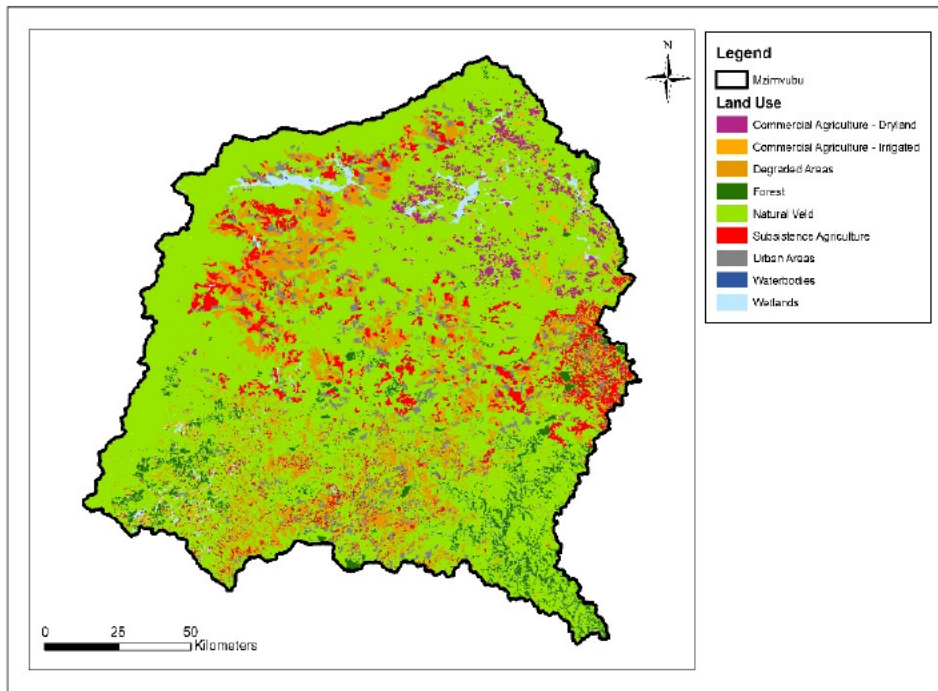 N
Legend
Mzimvubu
Land Use
Commercial Agriculture - Dryland
Commercial Agriculture - Irrigated
Degraded Areas
Forest
Natural Veld
Subsistence Agriculture
Urban Areas
Waterbodies
Wetlands
0 25 50
Kilometers